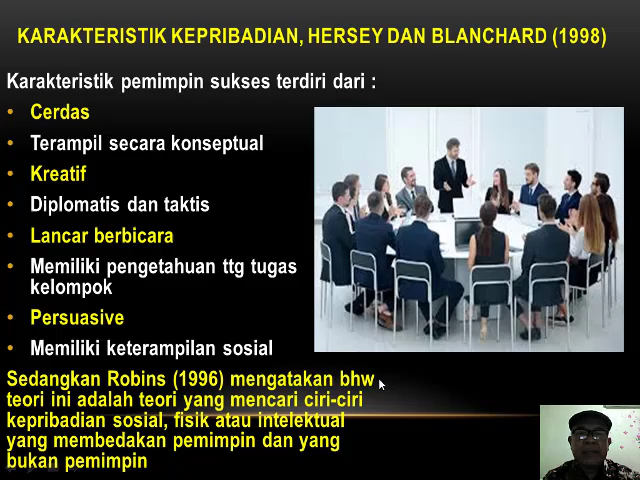 KARAKTERISTIK KEPRIBADIAN, HERSEY DAN BLANCHARD (1998)
Karakteristik pemimpin sukses terdiri dari :
• Cerdas
• Terampil secara konseptual
• Kreatif
• Diplomatis dan taktis
• Lancar berbicara
• Memiliki pengetahuan ttg tugas
kelompok
• Persuasive
• Memiliki keterampilan sosial
Sedangkan Robins (1996) mengatakan bhw
teori ini adalah teori yang mencari ciri-ciri
kepribadian sosial, fisik atau intelektual
yang membedakan pemimpin dan yang
bukan pemimpin